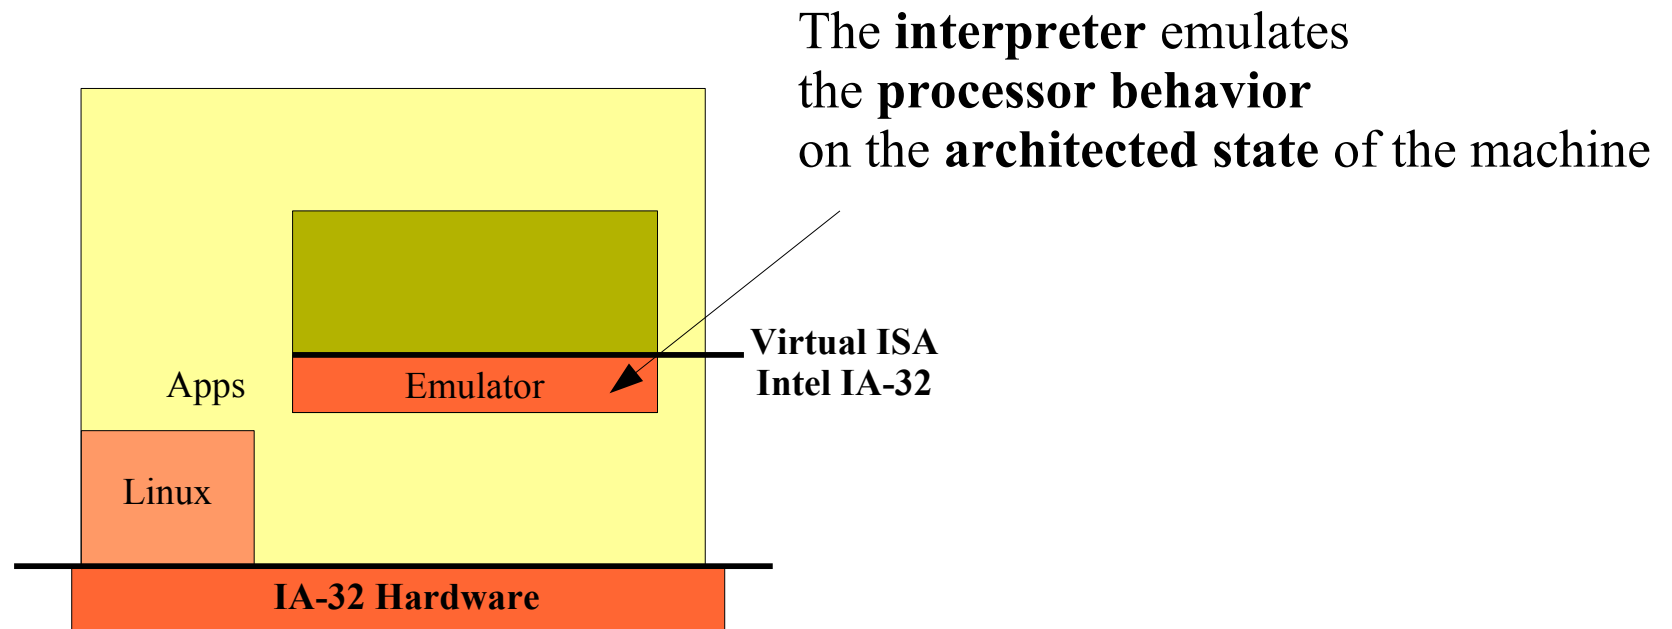 The interpreter emulates
the processor behavior
on the architected state of the machine
Virtual ISA
Intel IA-32
Apps
Emulator
Linux
IA-32 Hardware